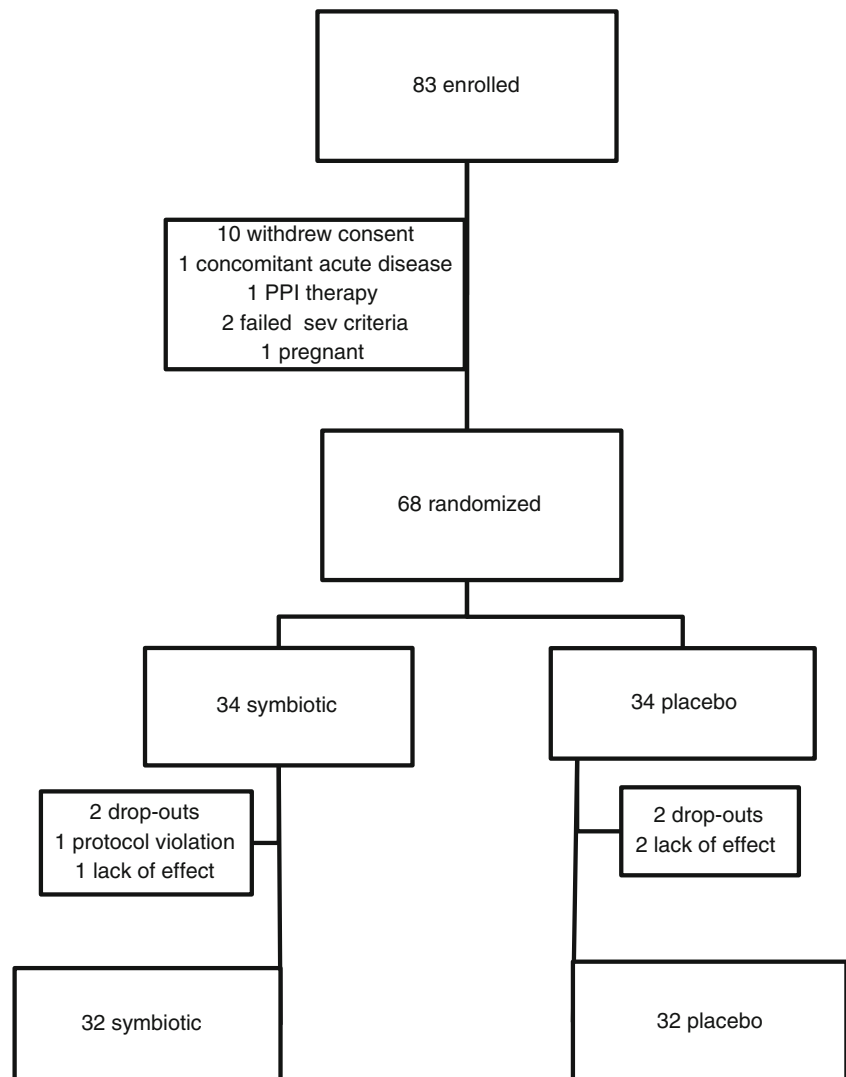 83 enrolled
10 withdrew consent
1 concomitant acute disease
1 PPI therapy
2 failed sev criteria
1 pregnant
68 randomized
34 symbiotic
34 placebo
2 drop-outs
1 protocol violation
1 lack of effect
2 drop-outs
2 lack of effect
32 symbiotic
32 placebo